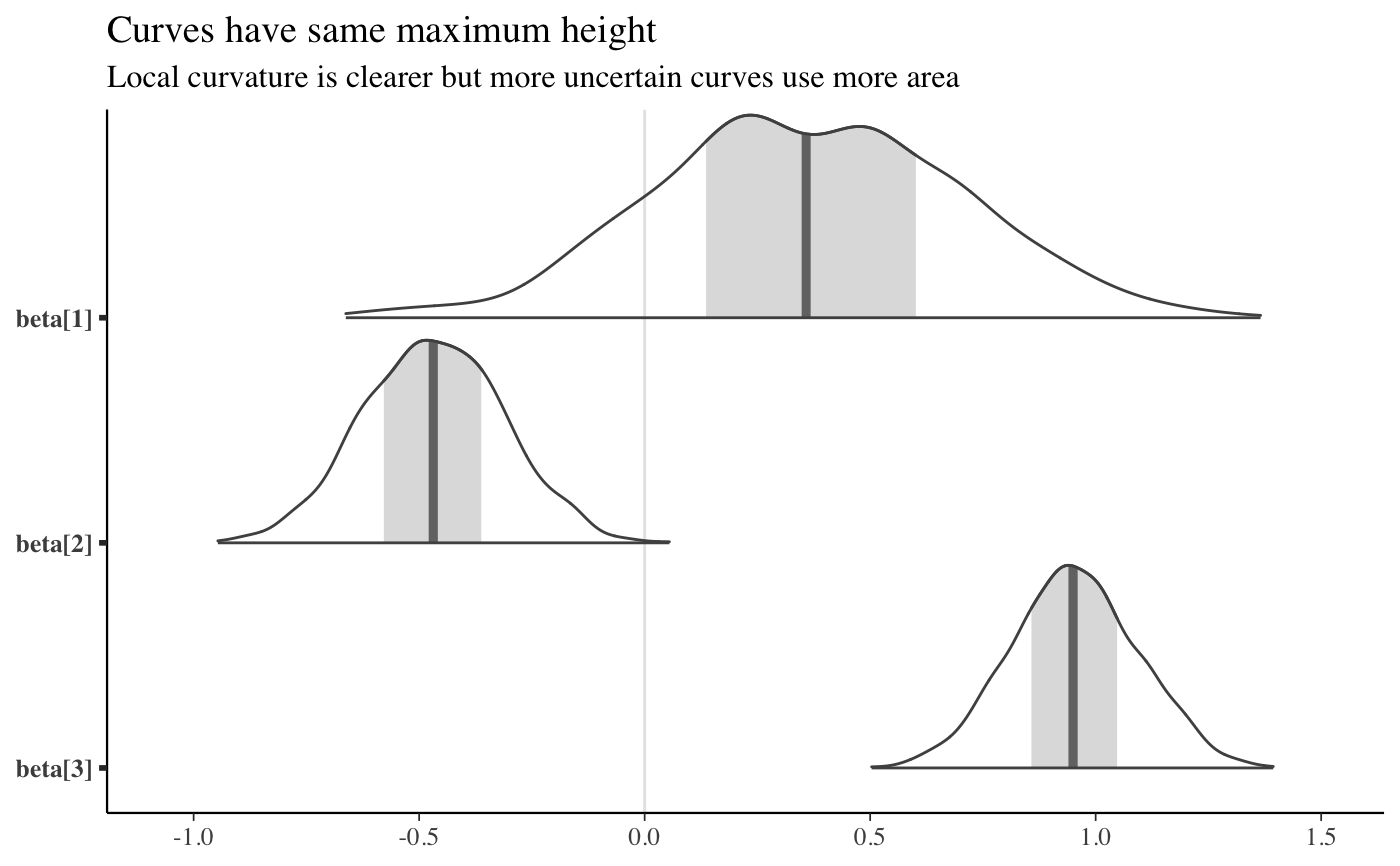 Curves have same maximum height
Local curvature is clearer but more uncertain curves use more area
beta[1]
beta[2]
beta[3]
-1.0 -0.5 0.0 0.5 1.0 1.5